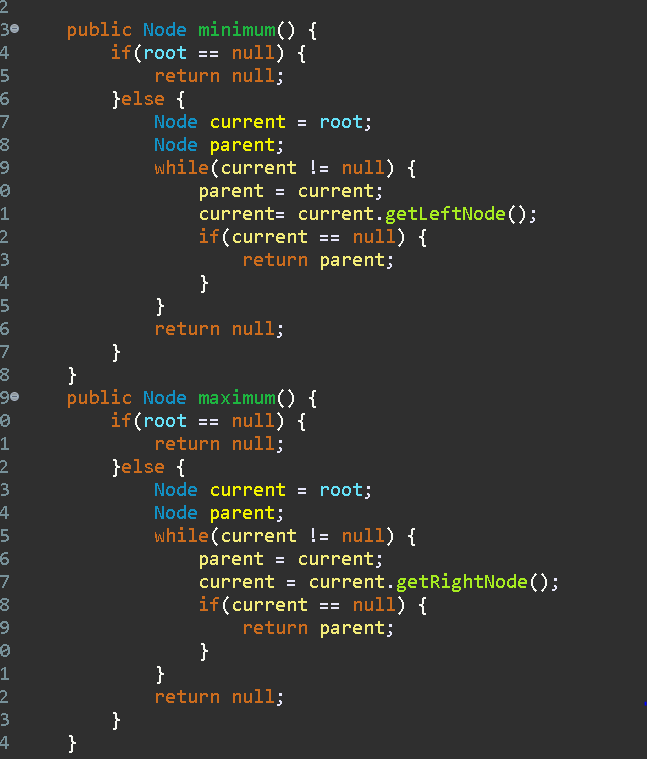 2
3    public Node minimum() {
4        if(root == null) {
5            return null;
6        }else {
7            Node current = root;
8            Node parent;
9            while(current != null) {
0                parent = current;
1                current= current.getLeftNode();
2                if(current == null) {
3                    return parent;
4                }
5            }
6            return null;
7        }
8    }
9    public Node maximum() {
0        if(root == null) {
1            return null;
2        }else {
3            Node current = root;
4            Node parent;
5            while(current != null) {
6                parent = current;
7                current = current.getRightNode();
8                if(current == null) {
9                    return parent;
0                }
1            }
2            return null;
3        }
4    }